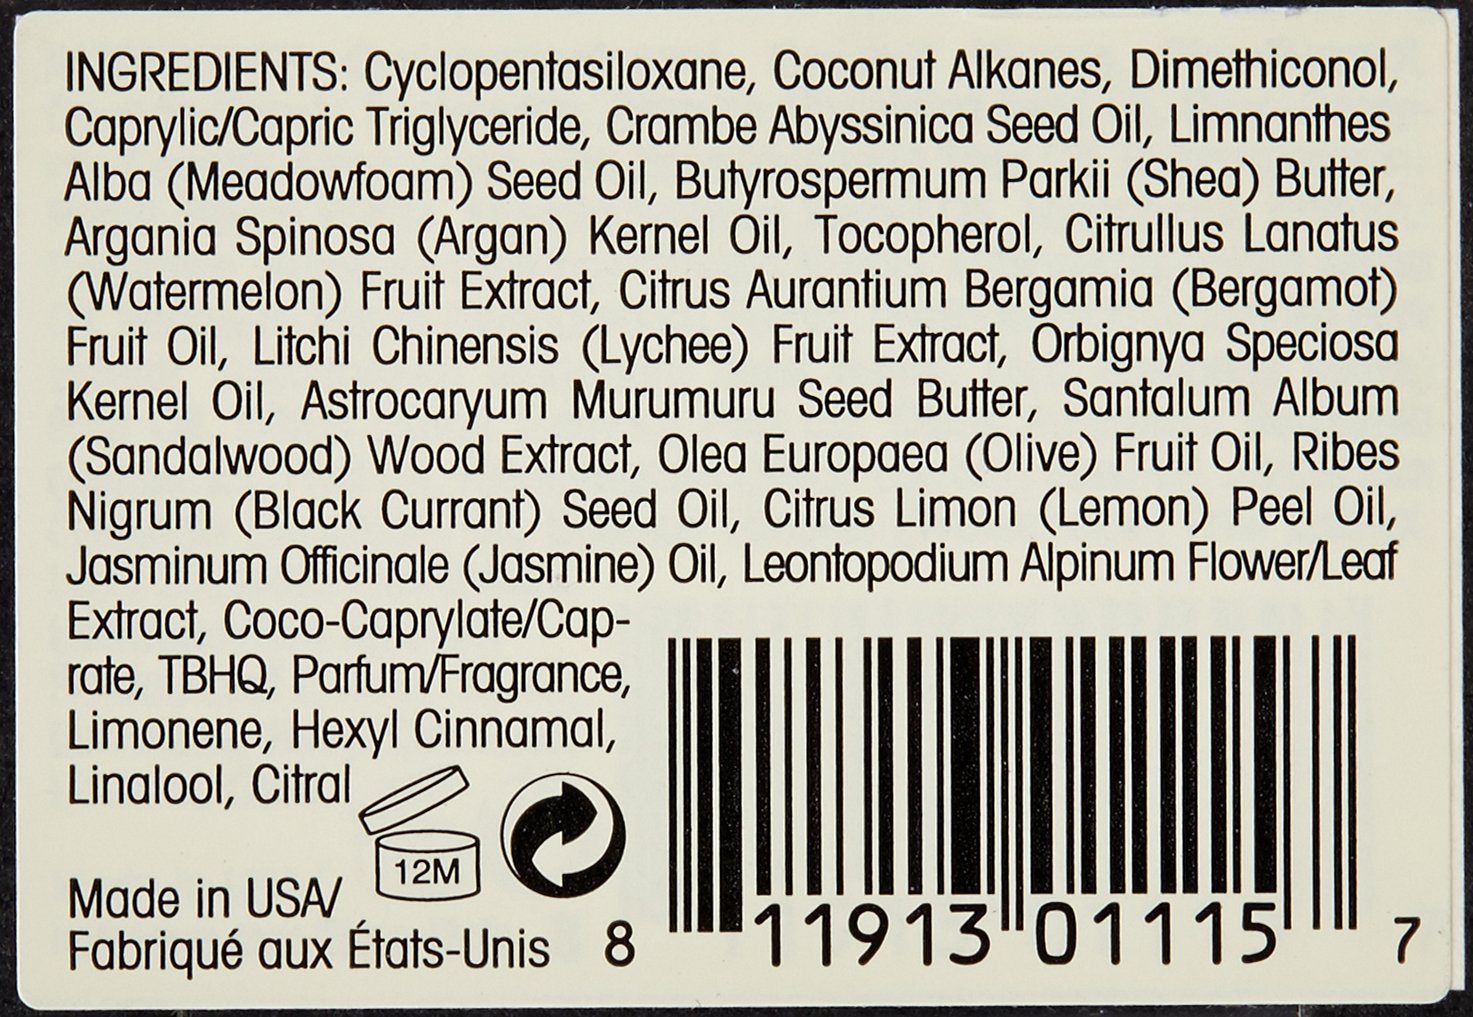 INGREDIENTS: Cyclopentasiloxane, Coconut Alkanes, Dimethiconol,
Caprylic/Capric Triglyceride, Crambe Abyssinica Seed Oil, Limnanthes
Alba (Meadowfoam) Seed Oil, Butyrospermum Parkii (Shea) Butter,
Argania Spinosa (Argan) Kernel Oil, Tocopherol, Citrullus Lanatus
(Watermelon) Fruit Extract, Citrus Aurantium Bergamia (Bergamot)
Fruit Oil, Litchi Chinensis (Lychee) Fruit Extract, Orbignya Speciosa
Kernel Oil, Astrocaryum Murumuru Seed Butter, Santalum Album
(Sandalwood) Wood Extract, Olea Europaea (Olive) Fruit Oil, Ribes
Nigrum (Black Currant) Seed Oil, Citrus Limon (Lemon) Peel Oil,
Jasminum Officinale (Jasmine) Oil, Leontopodium Alpinum Flower/Leaf
Extract, Coco-Caprylate/Cap-
rate, TBHQ, Parfum/Fragrance,
Limonene, Hexyl Cinnamal,
Linalool, Citral
12M
Made in USA/
Fabriqué aux États-Unis
8 11913 01115 7